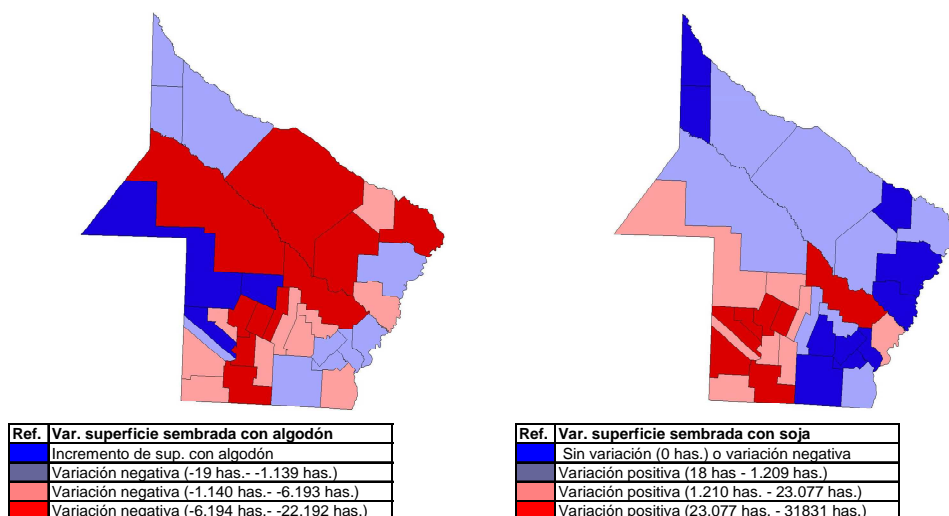 Ref. Var. superficie sembrada con algodón
Incremento de sup. con algodón
Variación negativa (-19 has.- -1.139 has.)
Variación negativa (-1.140 has.- -6.193 has.)
Variación negativa (-6.194 has.- -22.192 has.)
Ref. Var. superficie sembrada con soja
Sin variación (0 has.) o variación negativa
Variación positiva (18 has - 1.209 has.)
Variación positiva (1.210 has. - 23.077 has.)
Variación positiva (23.077 has. - 31831 has.)